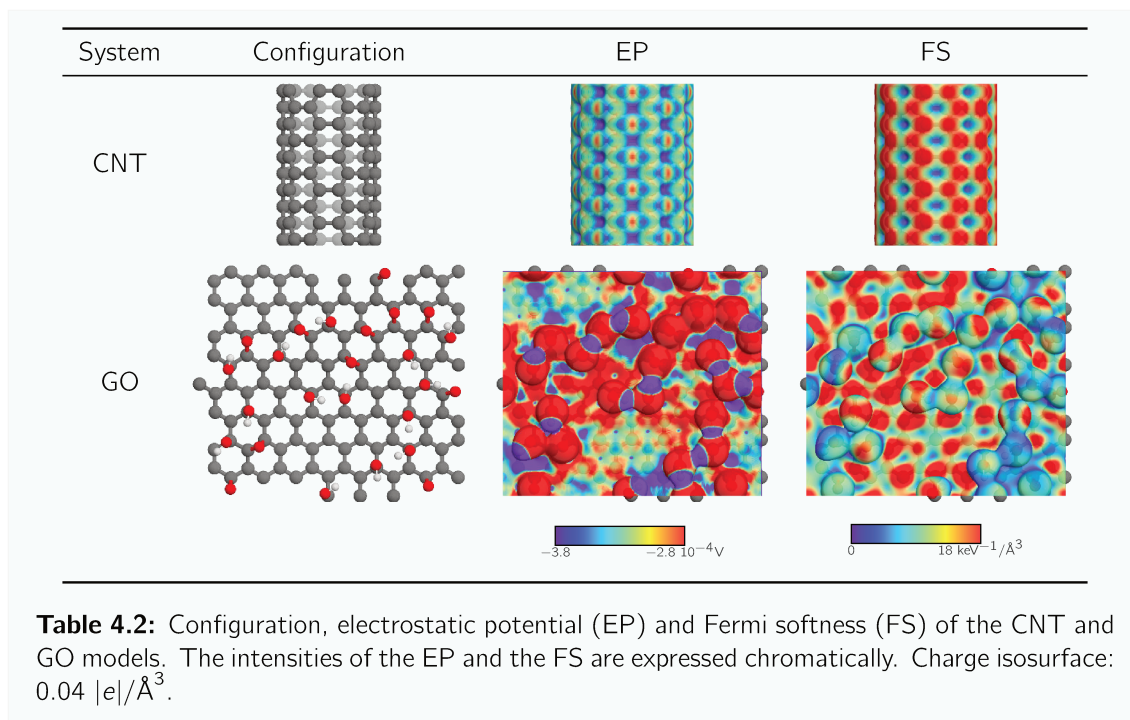 System Configuration EP FS
CNT
GO
−3.8 −2.8 10⁻⁴V 0 18 keV⁻¹/Å³
Table 4.2: Configuration, electrostatic potential (EP) and Fermi softness (FS) of the CNT and
GO models. The intensities of the EP and the FS are expressed chromatically. Charge isosurface:
0.04 |e|/Å³.